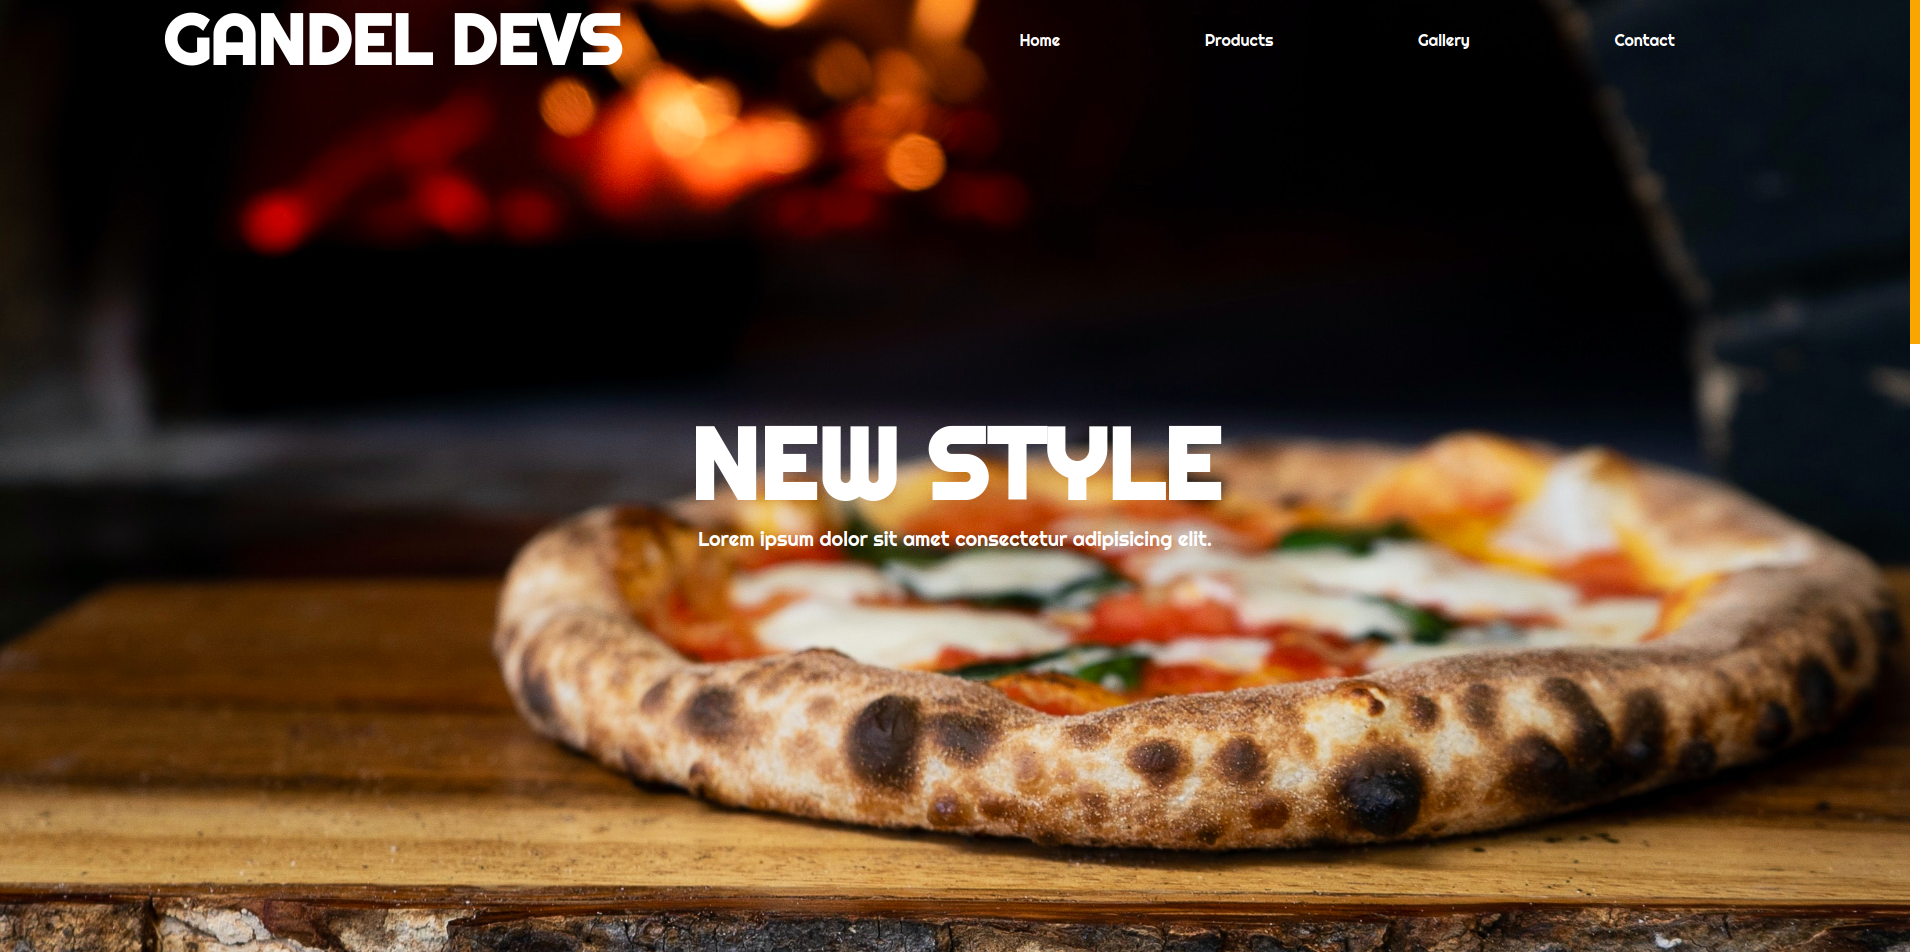 GANDEL DEVS
Home
Products
Gallery
Contact
NEW STYLE
Lorem ipsum dolor sit amet consectetur adipisicing elit.